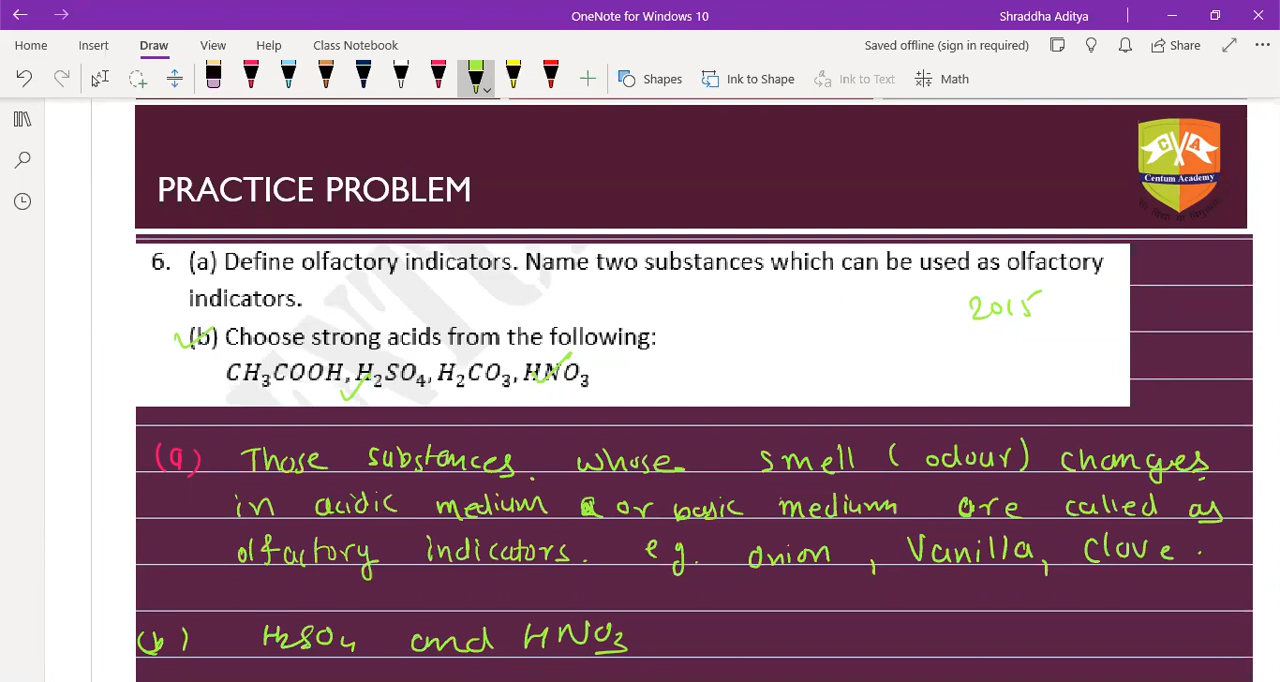 OneNote for Windows 10
Shraddha Aditya
Home Insert Draw View Help Class Notebook
Saved offline (sign in required) Share
Shapes Ink to Shape Ink to Text Math
PRACTICE PROBLEM
CA
Centum Academy
6. (a) Define olfactory indicators. Name two substances which can be used as olfactory
indicators.
2015
(b) Choose strong acids from the following:
CH₃COOH, H₂SO₄, H₂CO₃, HNO₃
(a) Those substances whose smell (odour) changes
in acidic medium or basic medium are called as
olfactory indicators. eg. onion, Vanilla, Clove.
(b) H₂SO₄ and HNO₃